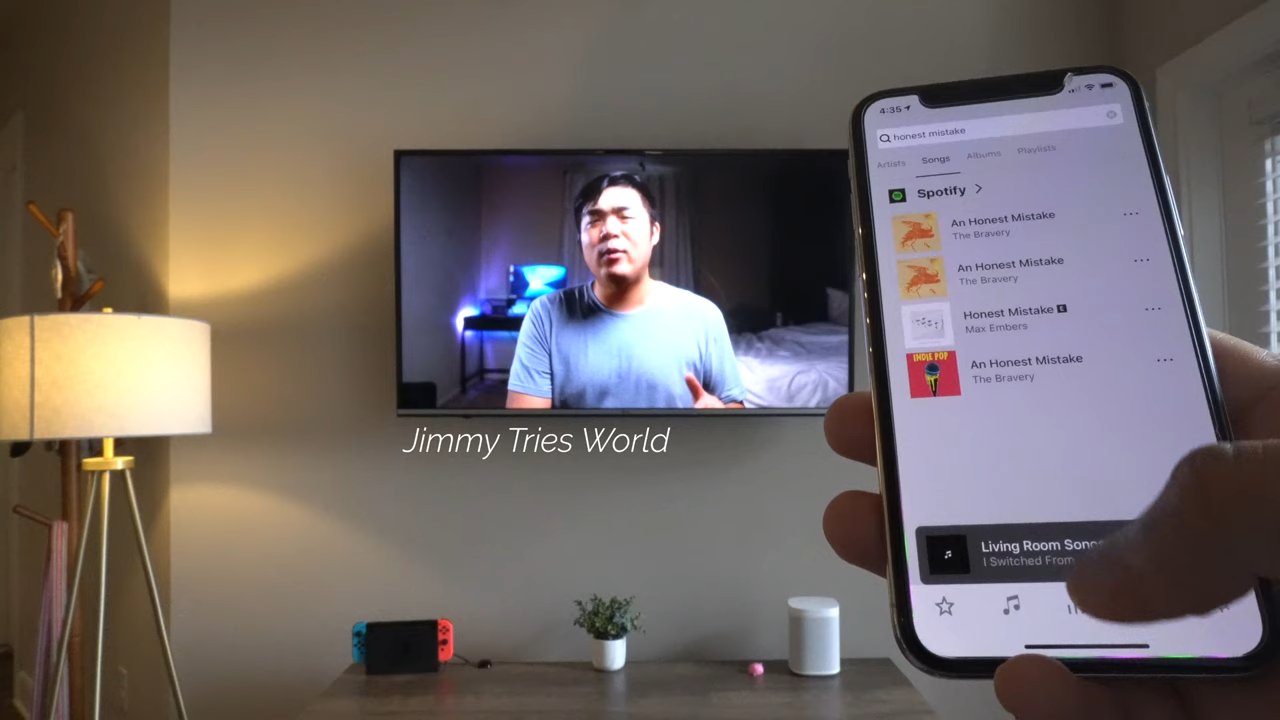 4:35
honest mistake
Artists Songs Albums Playlists
Spotify
An Honest Mistake
The Bravery
An Honest Mistake
The Bravery
Honest Mistake E
Max Embers
INDIE POP
An Honest Mistake
The Bravery
Jimmy Tries World
Living Room
I Switched From